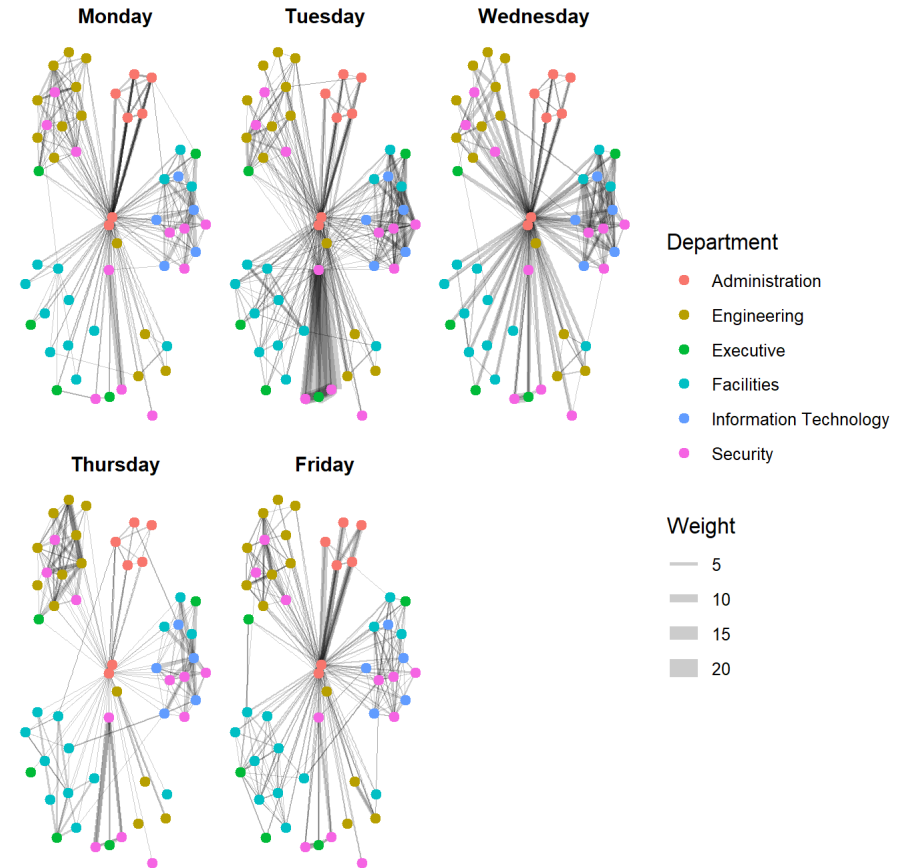 Monday
Tuesday
Wednesday
Thursday
Friday
Department
Administration
Engineering
Executive
Facilities
Information Technology
Security
Weight
5
10
15
20